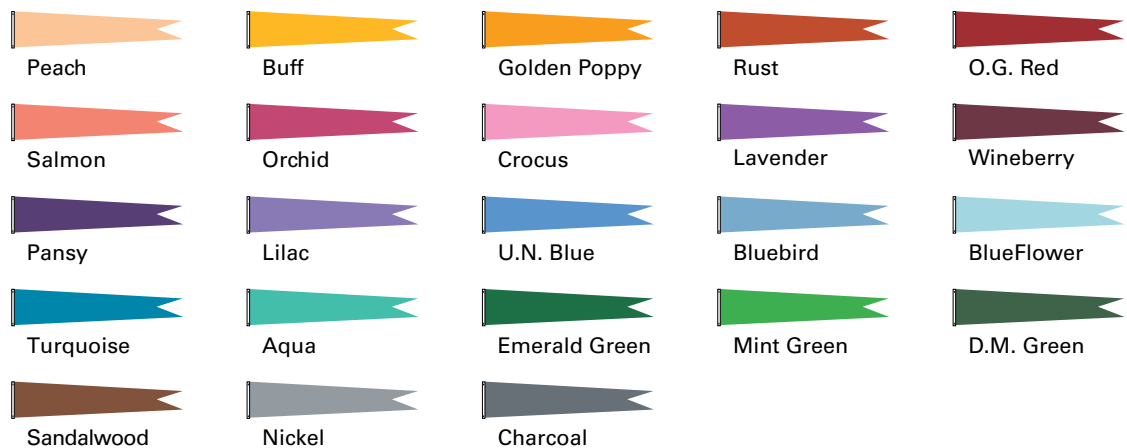 Peach
Buff
Golden Poppy
Rust
O.G. Red
Salmon
Orchid
Crocus
Lavender
Wineberry
Pansy
Lilac
U.N. Blue
Bluebird
BlueFlower
Turquoise
Aqua
Emerald Green
Mint Green
D.M. Green
Sandalwood
Nickel
Charcoal